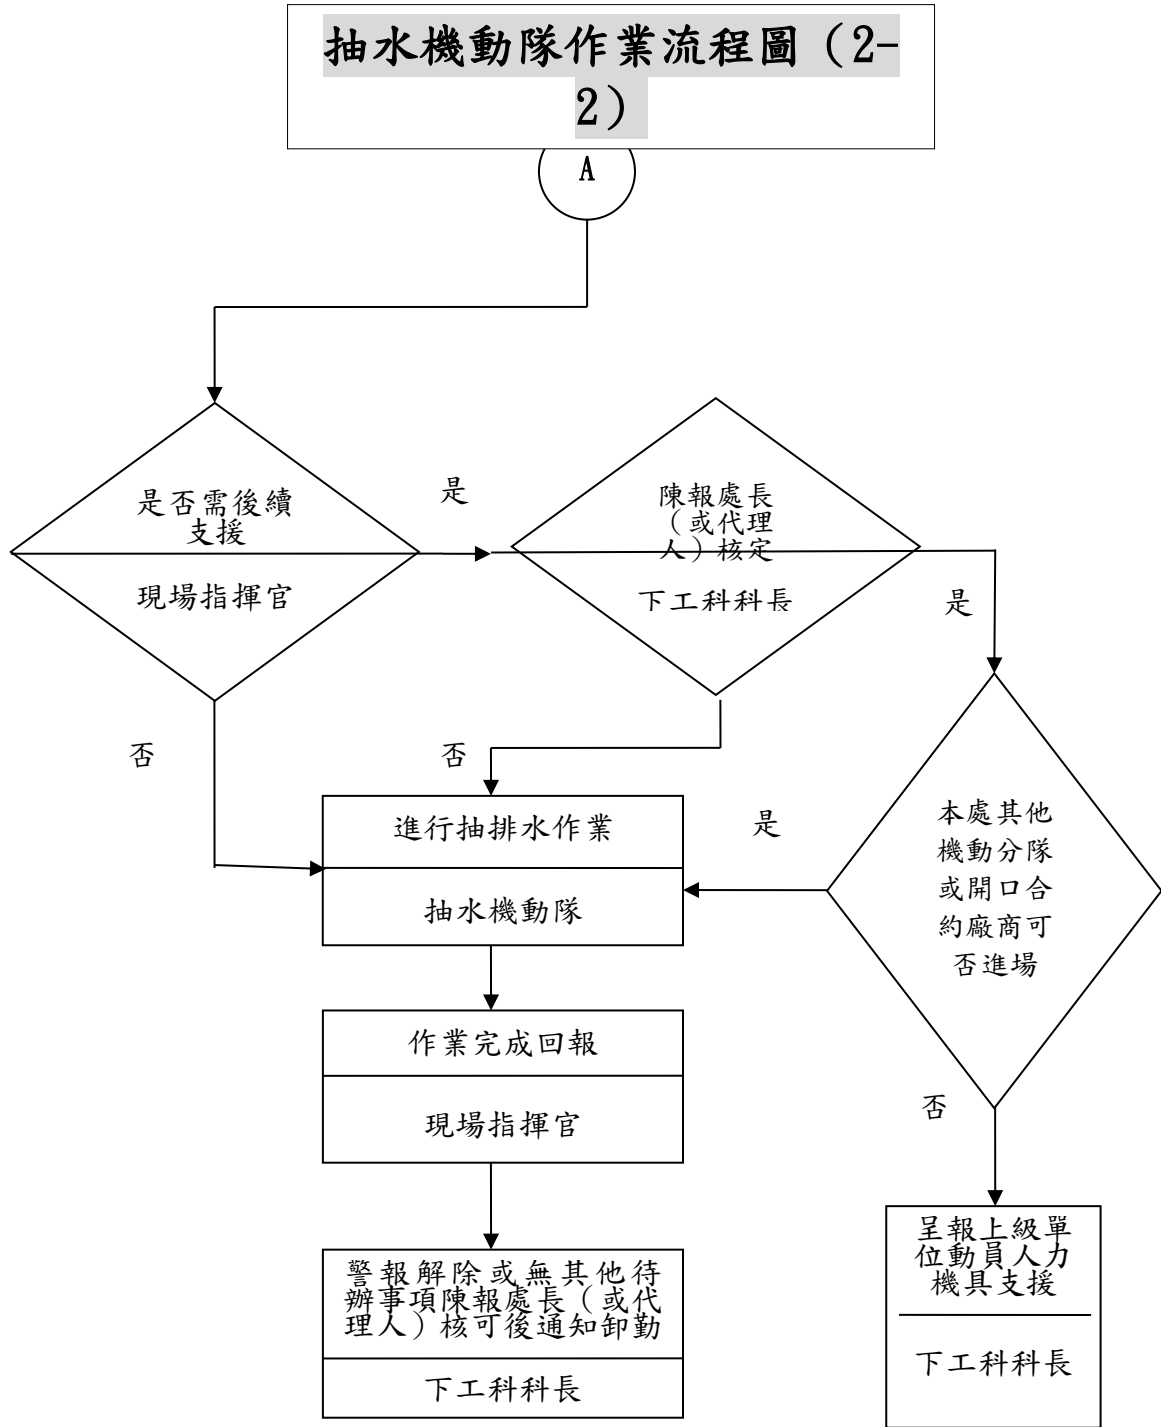 抽水機動隊作業流程圖（2-
2）
A
是否需後續
支援
現場指揮官
是
陳報處長
（或代理
人）核定
下工科科長
是
否
否
進行抽排水作業
抽水機動隊
是
本處其他
機動分隊
或開口合
約廠商可
否進場
作業完成回報
現場指揮官
否
警報解除或無其他待
辦事項陳報處長（或代
理人）核可後通知卸勤
下工科科長
呈報上級單
位動員人力
機具支援
下工科科長